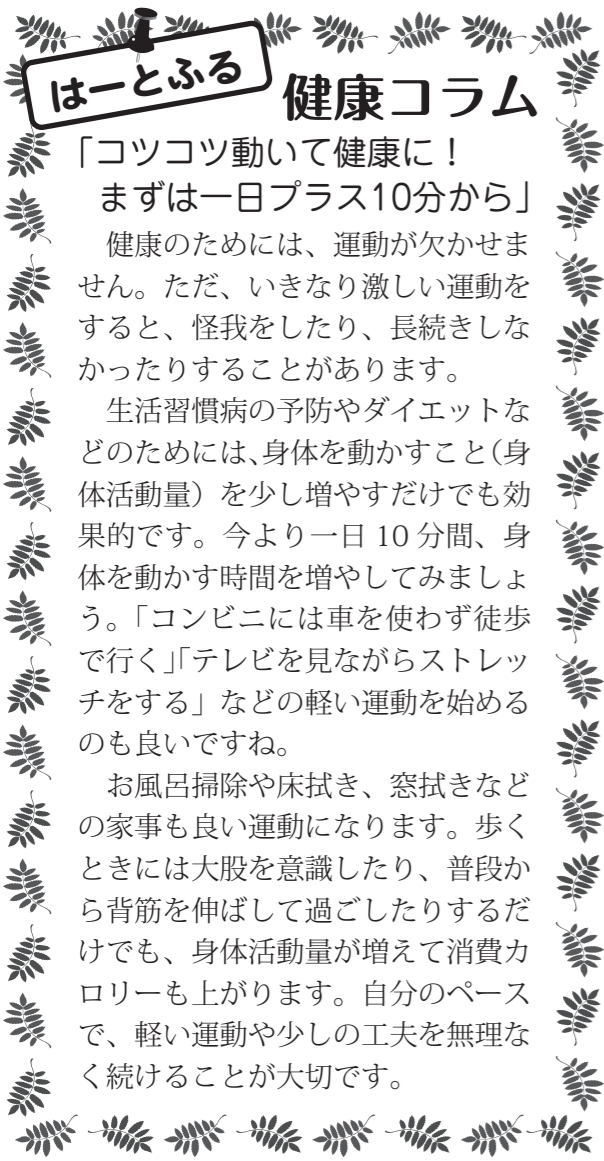 はーとふる
健康コラム
「コツコツ動いて健康に！
まずは一日プラス10分から」
健康のためには、運動が欠かせま
せん。ただ、いきなり激しい運動を
すると、怪我をしたり、長続きしな
かったりすることがあります。
生活習慣病の予防やダイエットな
どのためには、身体を動かすこと（身
体活動量）を少し増やすだけでも効
果的です。今より一日 10 分間、身
体を動かす時間を増やしてみましょ
う。「コンビニには車を使わず徒歩
で行く」「テレビを見ながらストレッ
チをする」などの軽い運動を始める
のも良いですね。
お風呂掃除や床拭き、窓拭きなど
の家事も良い運動になります。歩く
ときには大股を意識したり、普段か
ら背筋を伸ばして過ごしたりするだ
けでも、身体活動量が増えて消費カ
ロリーも上がります。自分のペース
で、軽い運動や少しの工夫を無理な
く続けることが大切です。